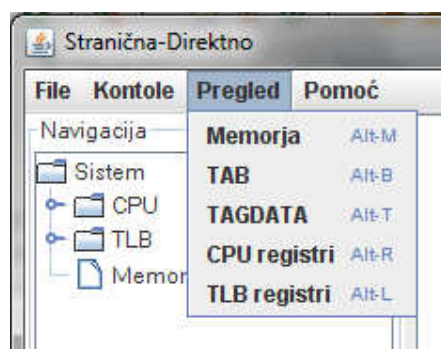 Stranična-Direktno
File Kontole Pregled Pomoć
Navigacija
Memorja Alt-M
Sistem
TAB Alt-B
CPU
TAGDATA Alt-T
TLB
CPU registri Alt-R
Memor
TLB registri Alt-L